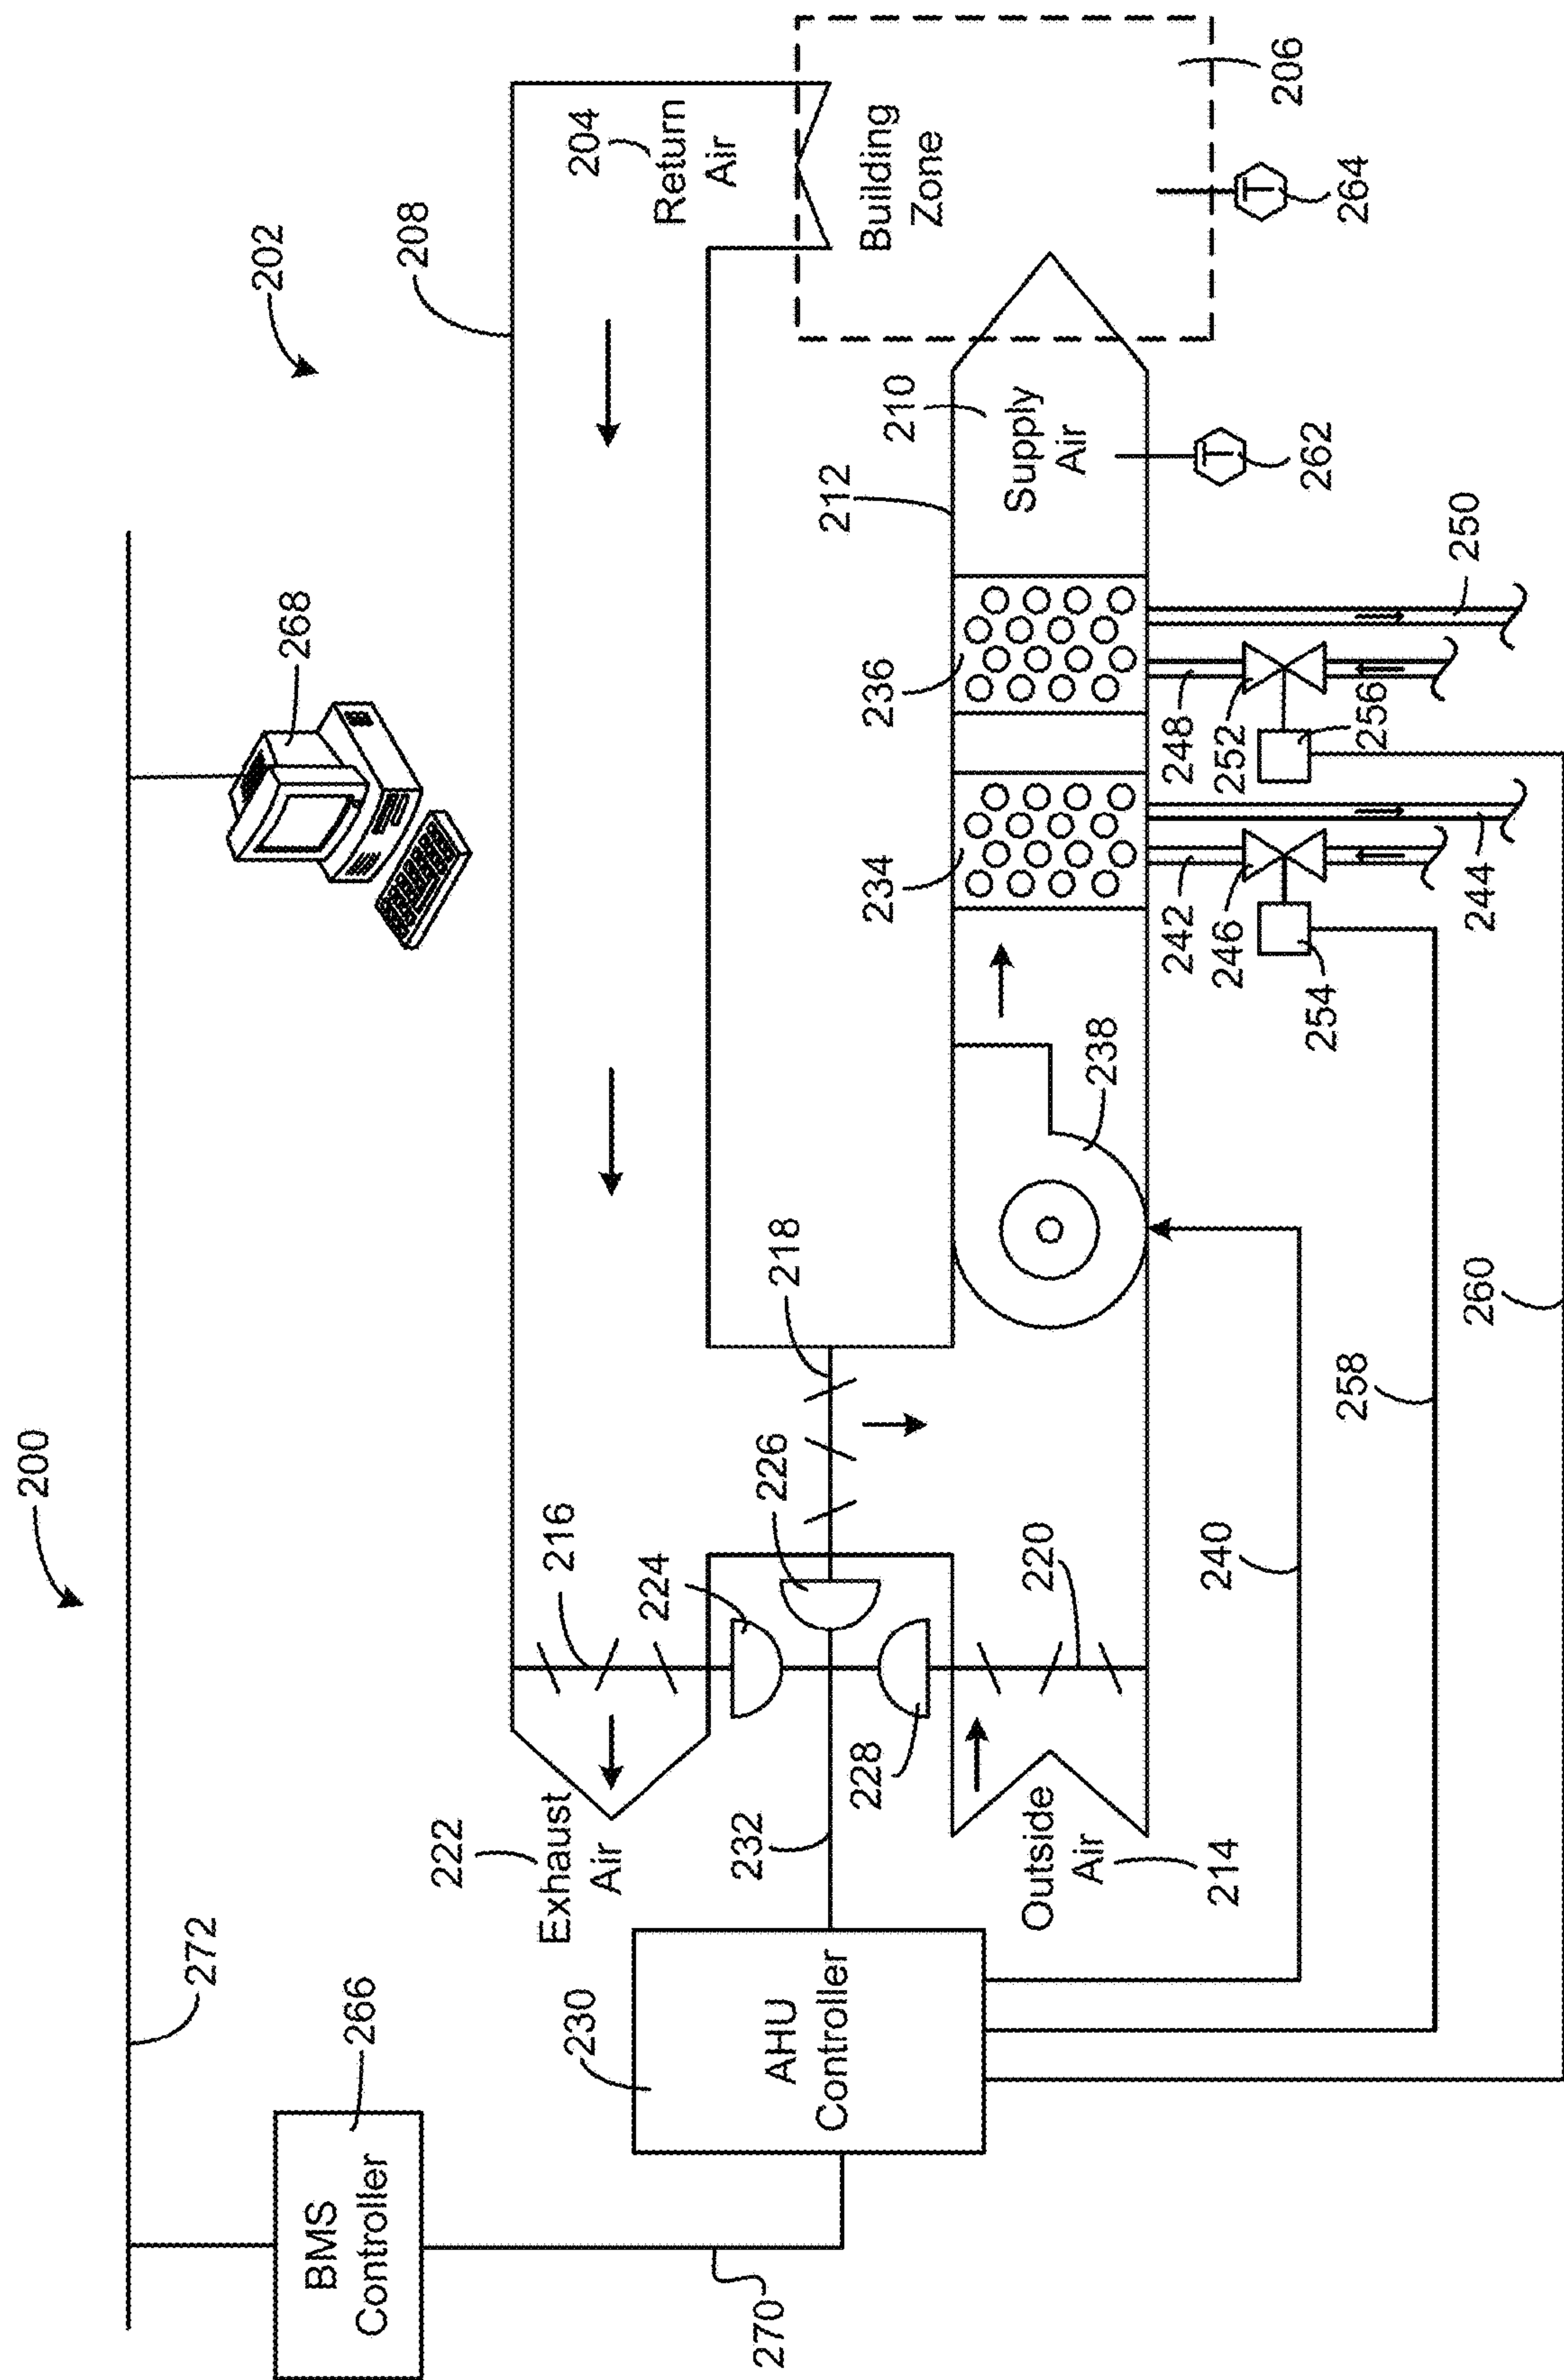 200
272
266
BMS
Controller
270
268
202
208
204
Return
Air
Building
Zone
206
264
222
Exhaust
Air
216
224
226
218
228
232
230
AHU
Controller
Outside
Air
214
220
238
234
236
212
210
Supply
Air
T
262
T
242
246
254
244
248
252
256
250
240
258
260